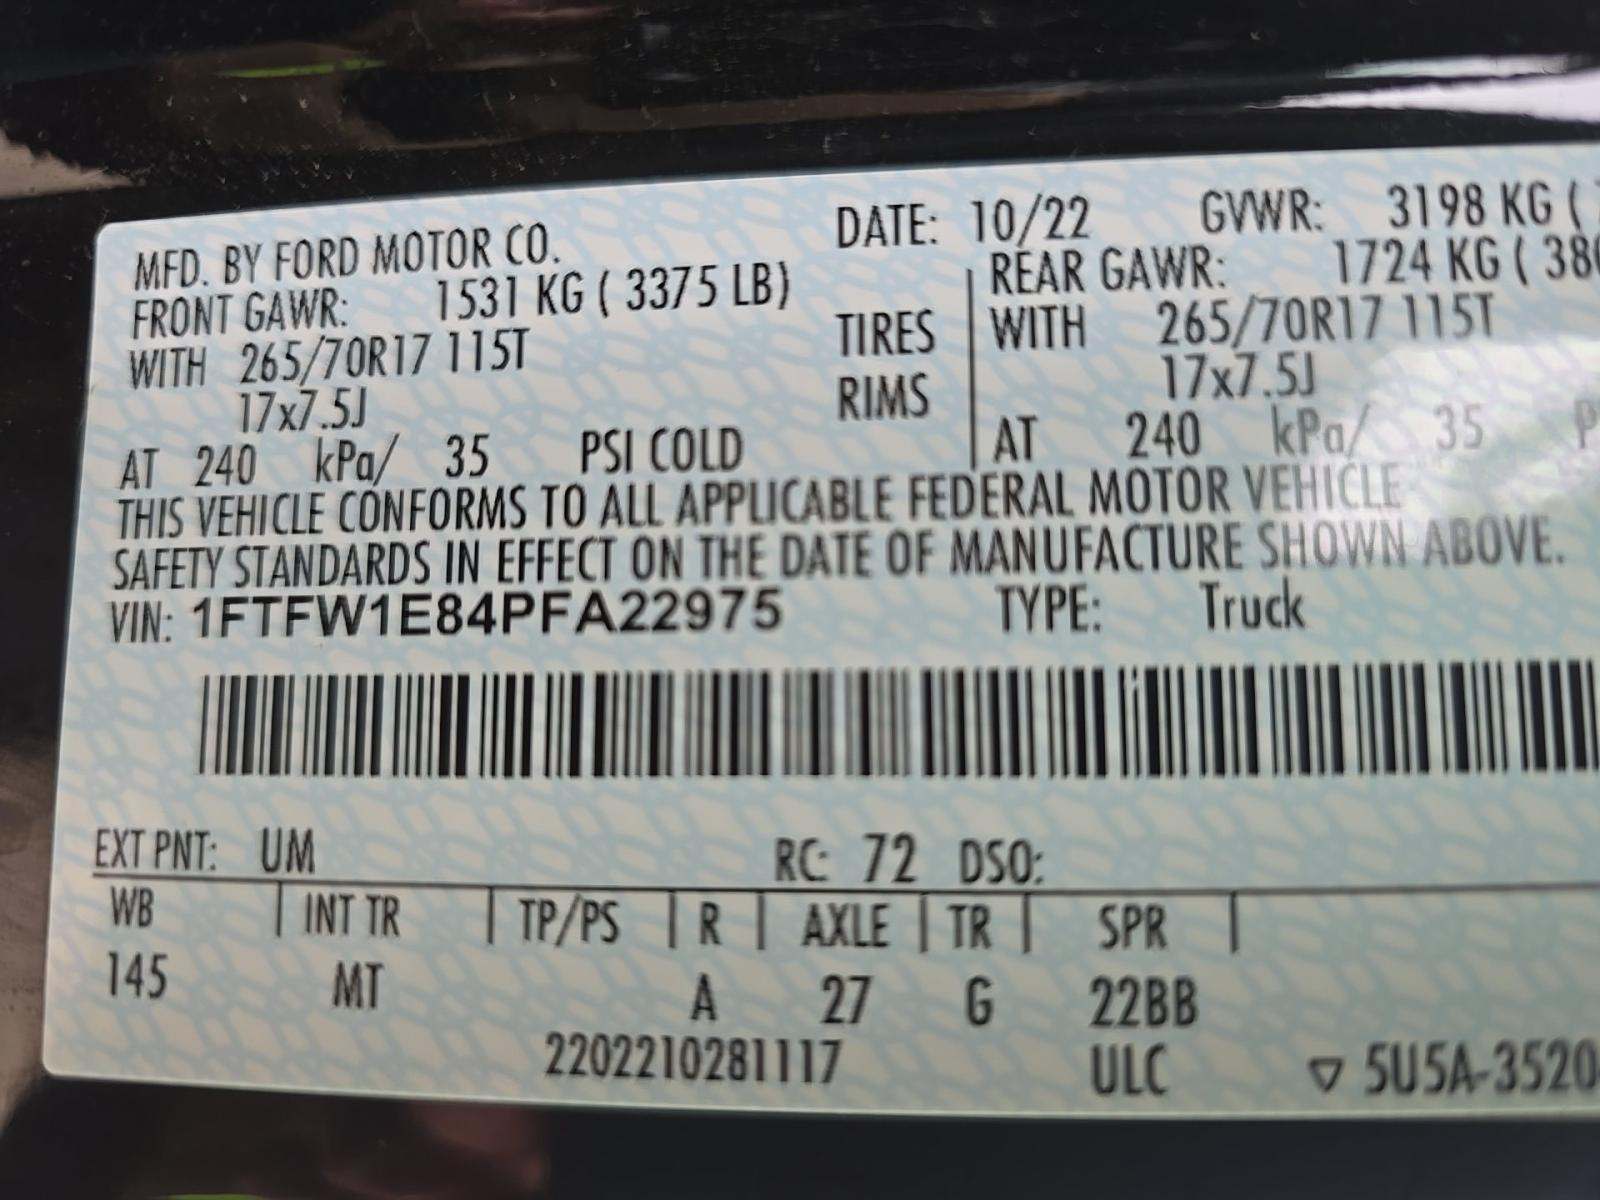 MFD. BY FORD MOTOR CO. DATE: 10/22 GVWR: 3198 KG (
FRONT GAWR: 1531 KG ( 3375 LB) REAR GAWR: 1724 KG ( 380
WITH 265/70R17 115T TIRES WITH 265/70R17 115T
17x7.5J RIMS 17x7.5J
AT 240 kPa/ 35 PSI COLD AT 240 kPa/ 35 P
THIS VEHICLE CONFORMS TO ALL APPLICABLE FEDERAL MOTOR VEHICLE
SAFETY STANDARDS IN EFFECT ON THE DATE OF MANUFACTURE SHOWN ABOVE.
VIN: 1FTFW1E84PFA22975 TYPE: Truck
EXT PNT: UM RC: 72 DSO:
WB | INT TR | TP/PS | R | AXLE | TR | SPR |
145 MT A 27 G 22BB
2202210281117 ULC ▽ 5U5A-3520